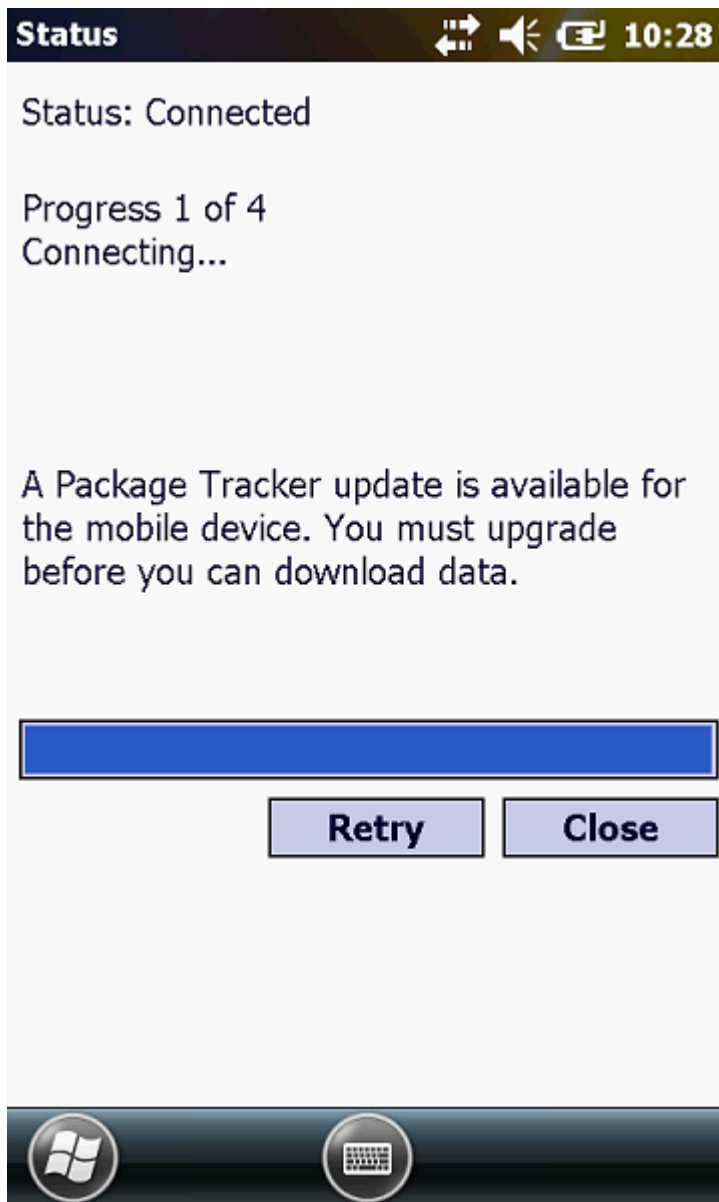 Status 10:28
Status: Connected
Progress 1 of 4
Connecting...
A Package Tracker update is available for
the mobile device. You must upgrade
before you can download data.
Retry Close